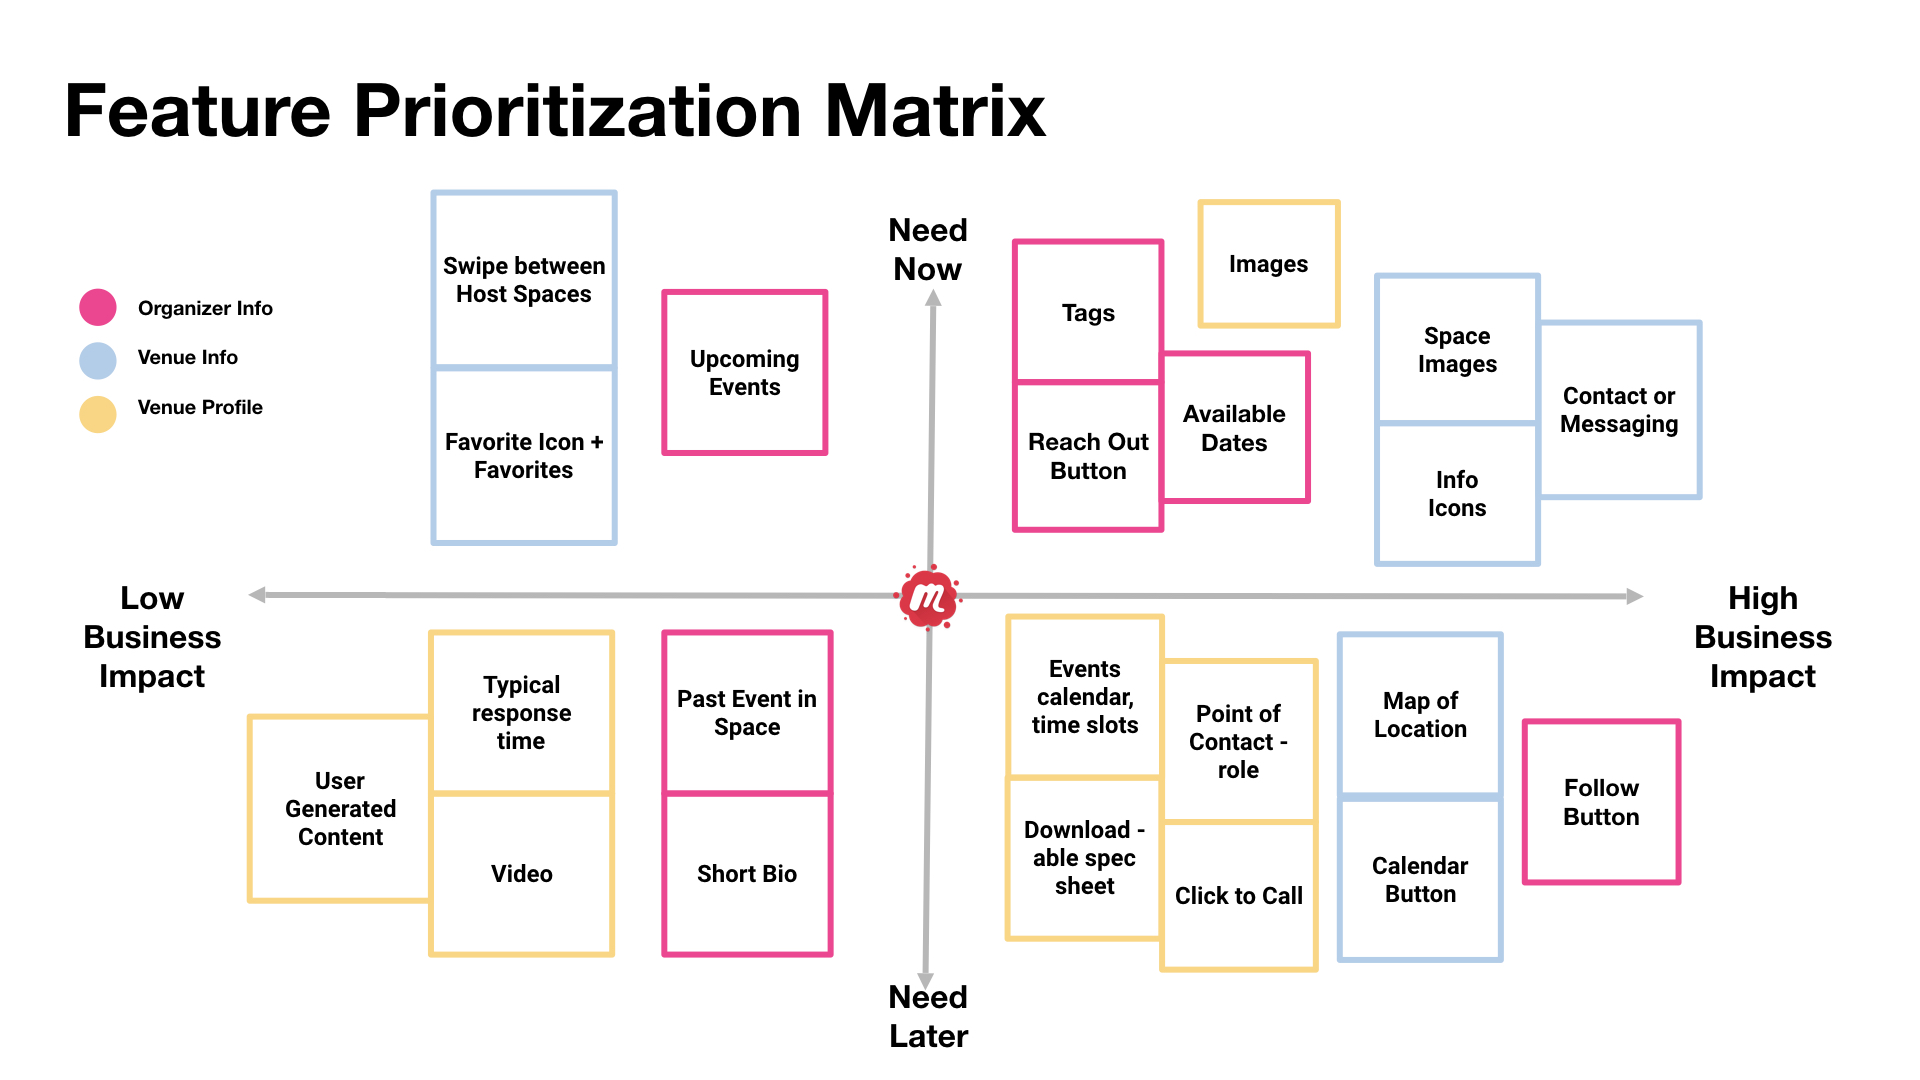 Feature Prioritization Matrix
Organizer Info
Venue Info
Venue Profile
Swipe between
Host Spaces
Favorite Icon +
Favorites
Upcoming
Events
Need
Now
Tags
Reach Out
Button
Available
Dates
Images
Space
Images
Info
Icons
Contact or
Messaging
Low
Business
Impact
m
High
Business
Impact
User
Generated
Content
Typical
response
time
Video
Past Event in
Space
Short Bio
Events
calendar,
time slots
Download -
able spec
sheet
Point of
Contact -
role
Click to Call
Map of
Location
Calendar
Button
Follow
Button
Need
Later